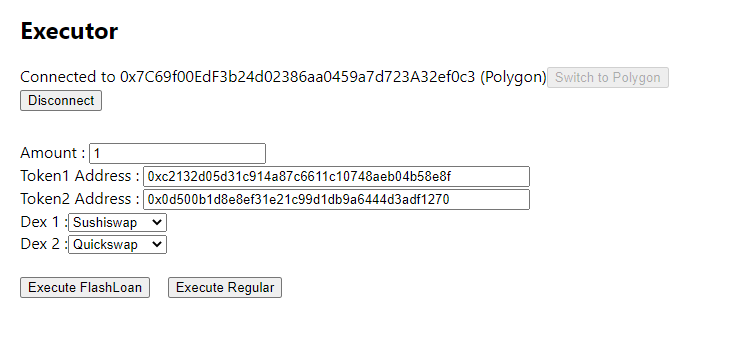 Executor
Connected to 0x7C69f00EdF3b24d02386aa0459a7d723A32ef0c3 (Polygon) Switch to Polygon
Disconnect
Amount : 1
Token1 Address : 0xc2132d05d31c914a87c6611c10748aeb04b58e8f
Token2 Address : 0x0d500b1d8e8ef31e21c99d1db9a6444d3adf1270
Dex 1 : Sushiswap
Dex 2 : Quickswap
Execute FlashLoan Execute Regular